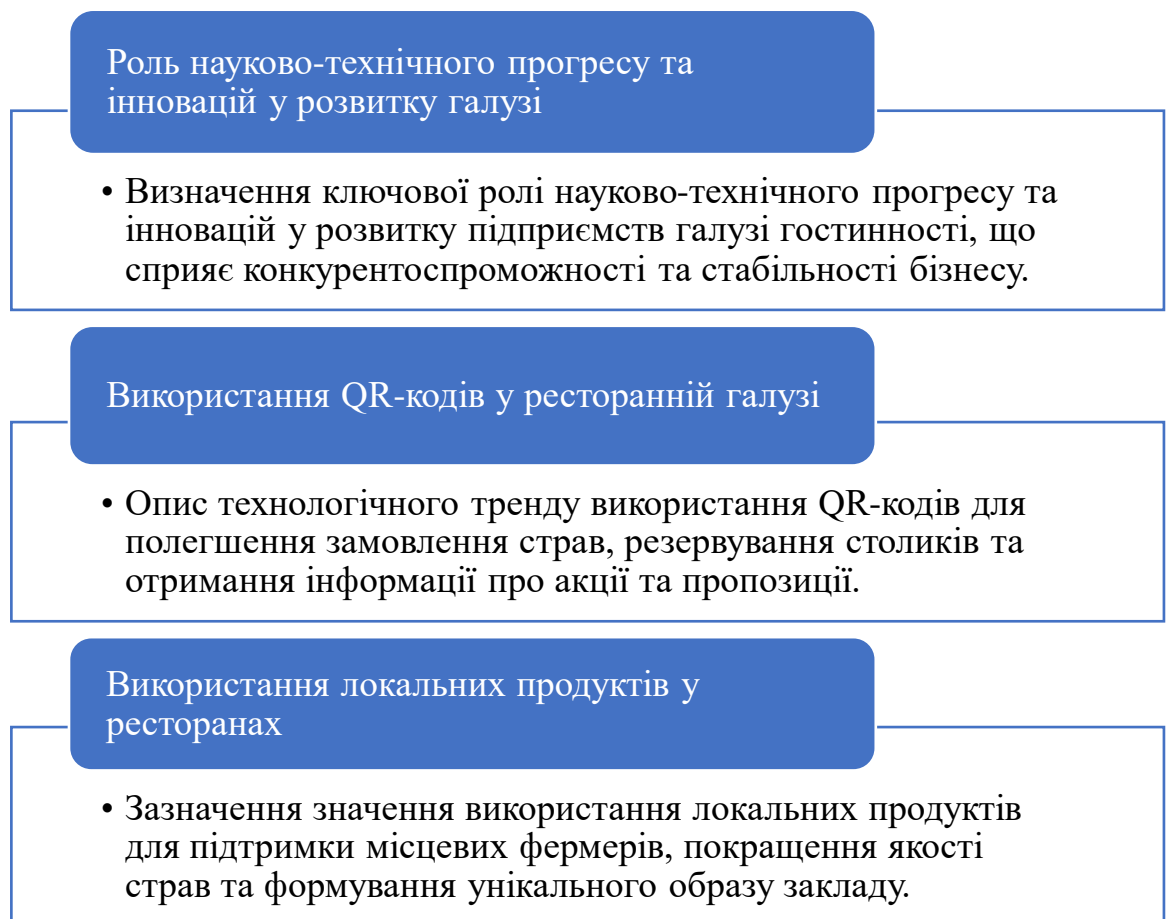 Роль науково-технічного прогресу та
інновацій у розвитку галузі
• Визначення ключової ролі науково-технічного прогресу та
інновацій у розвитку підприємств галузі гостинності, що
сприяє конкурентоспроможності та стабільності бізнесу.
Використання QR-кодів у ресторанній галузі
• Опис технологічного тренду використання QR-кодів для
полегшення замовлення страв, резервування столиків та
отримання інформації про акції та пропозиції.
Використання локальних продуктів у
ресторанах
• Зазначення значення використання локальних продуктів
для підтримки місцевих фермерів, покращення якості
страв та формування унікального образу закладу.